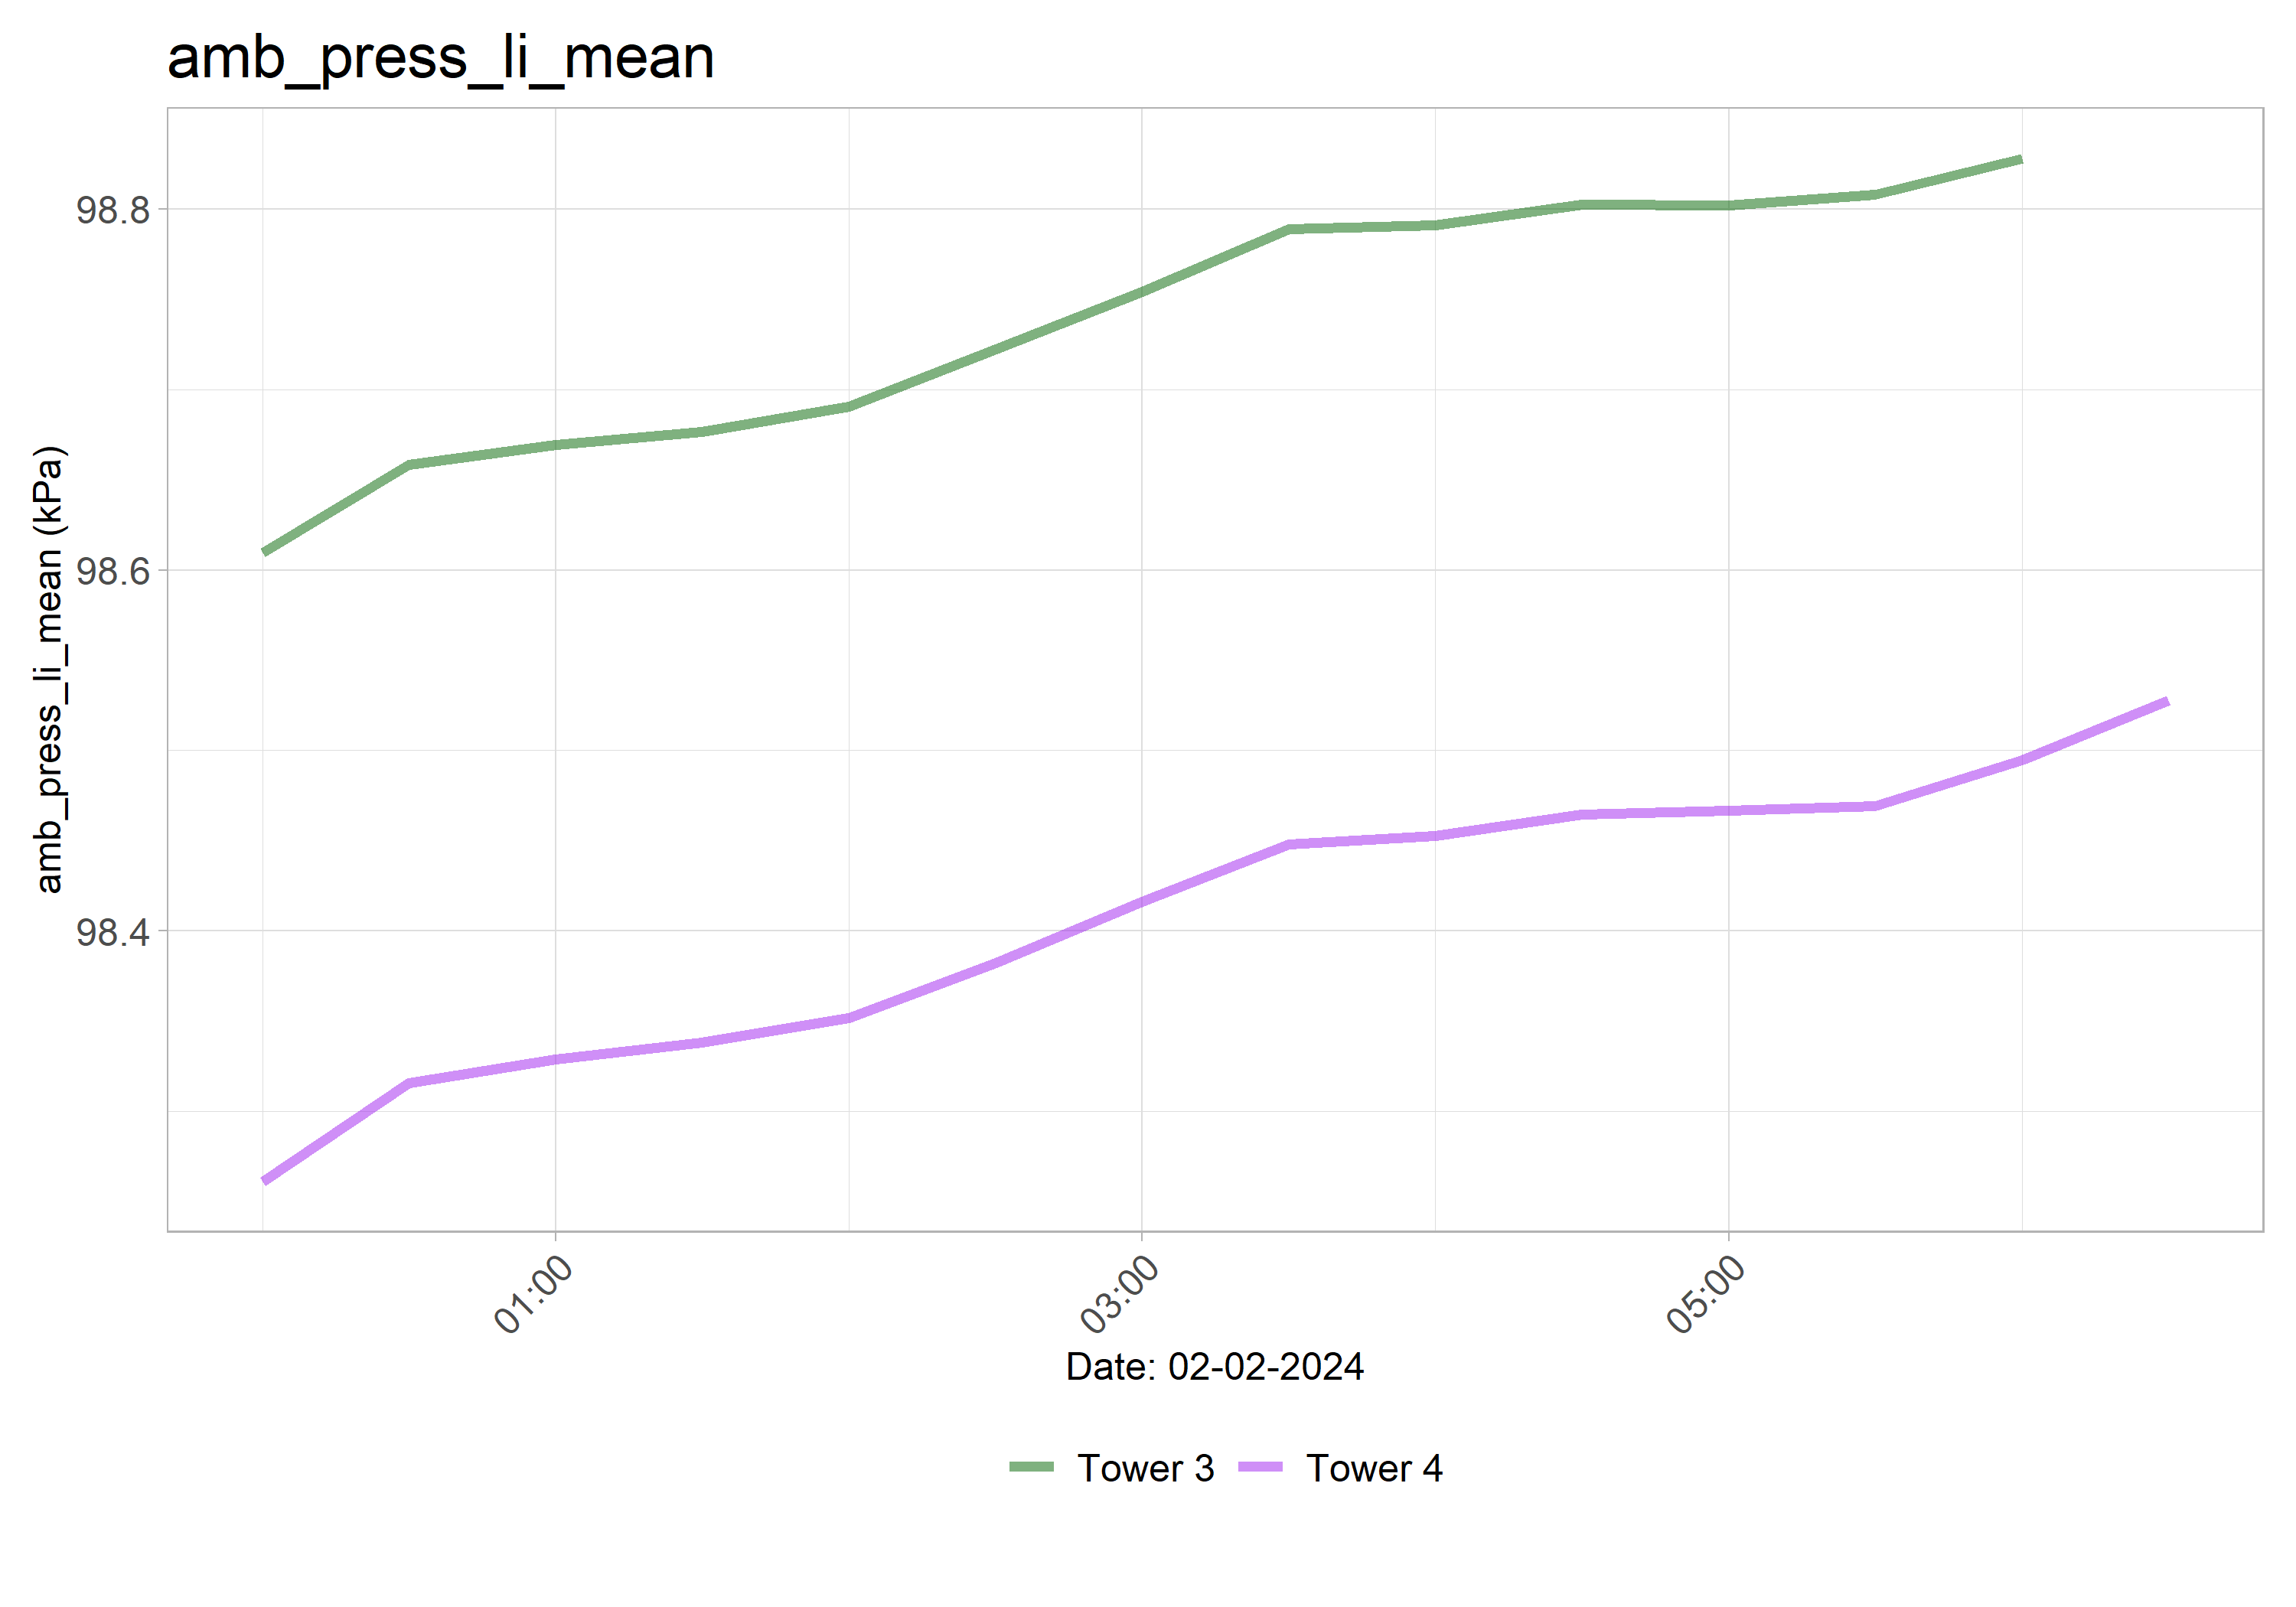 amb_press_li_mean
amb_press_li_mean (kPa)
98.8
98.6
98.4
01:00
03:00
05:00
Date: 02-02-2024
Tower 3
Tower 4